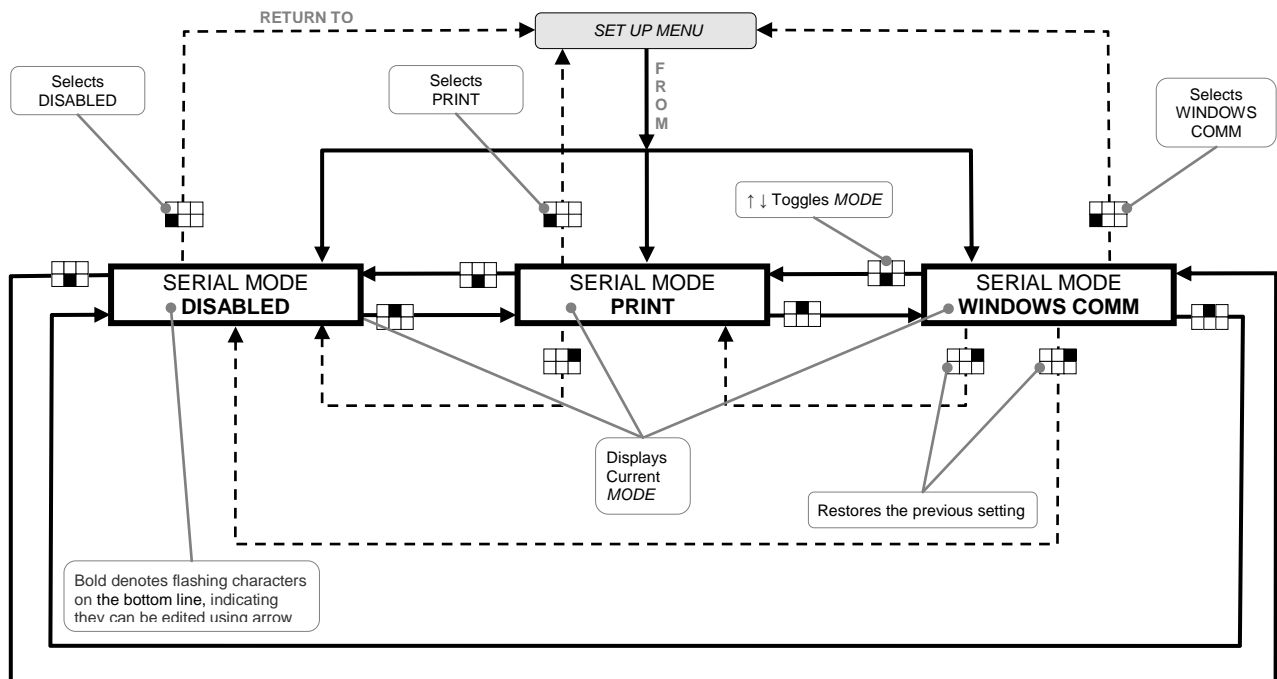 RETURN TO
SET UP MENU
F
R
O
M
Selects
DISABLED
Selects
PRINT
Selects
WINDOWS
COMM
↑↓ Toggles MODE
SERIAL MODE
DISABLED
SERIAL MODE
PRINT
SERIAL MODE
WINDOWS COMM
Displays
Current
MODE
Restores the previous setting
Bold denotes flashing characters
on the bottom line, indicating
they can be edited using arrow